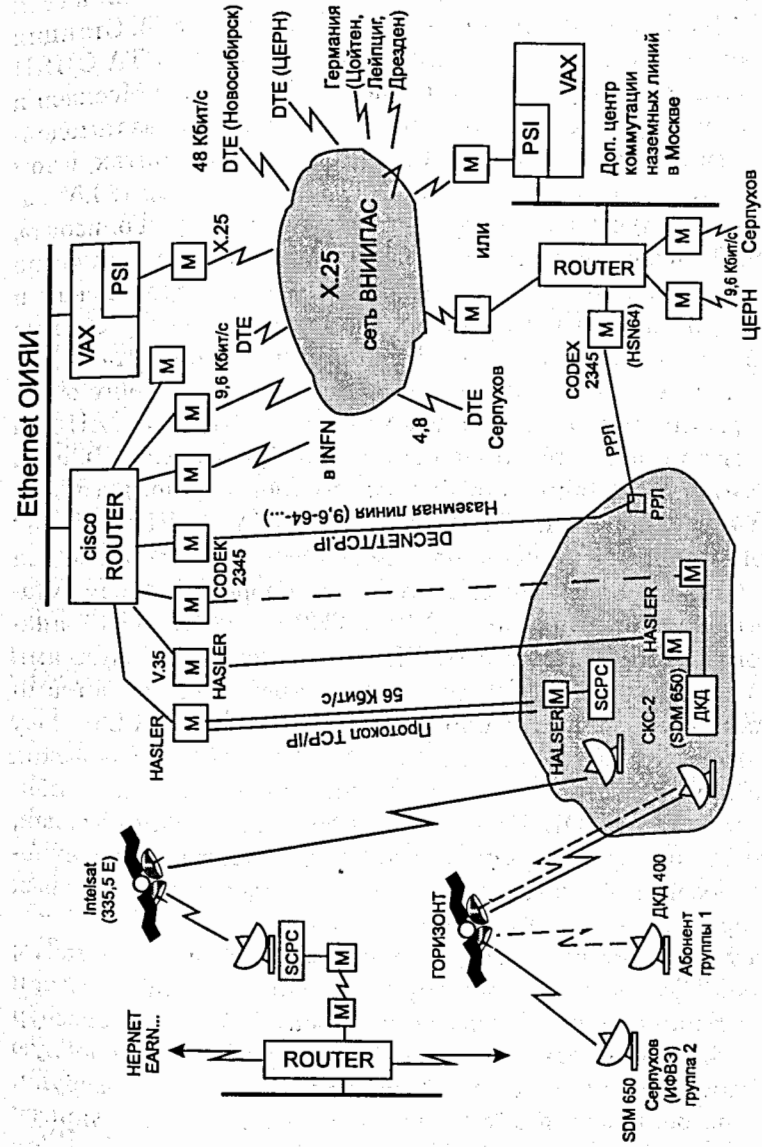 Ethernet ОИЯИ
cisco
ROUTER
VAX
PSI
M
M
M
M
M
M
M
X.25
9,6 Кбит/с
48 Кбит/с
DTE (Новосибирск)
DTE (ЦЕРН)
Германия
(Цойтен,
Лейпциг,
Дрезден)
DTE
X.25
сеть ВНИИПАС
в INFN
4,8
DTE
Серпухов
или
M
M
PSI
VAX
Доп. центр
коммутации
наземных линий
в Москве
ROUTER
M
M
M
CODEX
2345
(HSN64)
ЦЕРН
9,6 Кбит/с
Серпухов
РРЛ
РРЛ
HASLER
V.35
HASLER
CODEK
2345
Наземная линия (9,6-64-...)
DECNET/TCP.IP
56 Кбит/с
Протокол TCP/IP
HALSER
M
SCPC
HASLER
M
M
СКС-2
(SDM 650)
ДКД
Intelsat
(335,5 E)
SCPC
M
M
ROUTER
HEPNET
EARN...
ГОРИЗОНТ
ДКД 400
Абонент
группы 1
SDM 650
Серпухов
(ИФВЭ)
группа 2